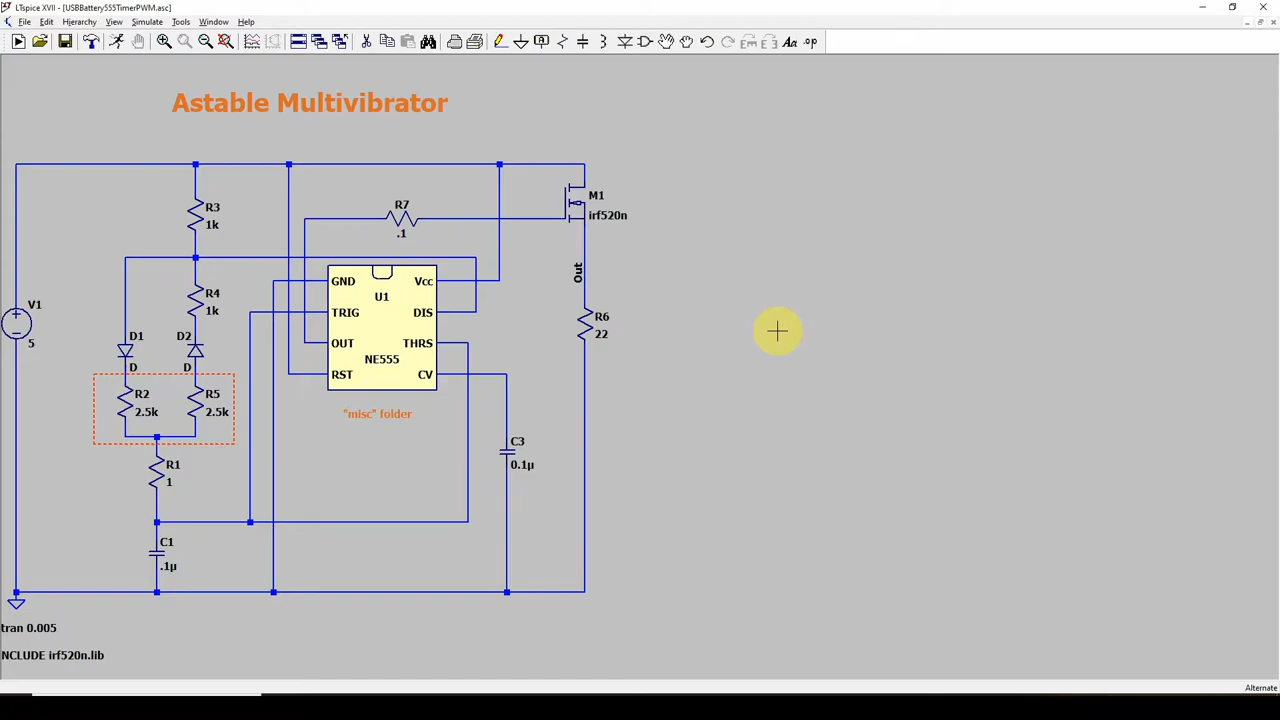 LTspice XVII - [USBBattery555TimerPWM.asc]
File Edit Hierarchy View Simulate Tools Window Help
Aa .op
Astable Multivibrator
R3
1k
R7
.1
M1
irf520n
Out
R4
1k
GND
Vcc
U1
TRIG
DIS
OUT
THRS
NE555
RST
CV
V1
5
R6
22
D1
D
D2
D
R2
2.5k
R5
2.5k
"misc" folder
R1
1
C3
0.1µ
C1
.1µ
tran 0.005
NCLUDE irf520n.lib
Alternate